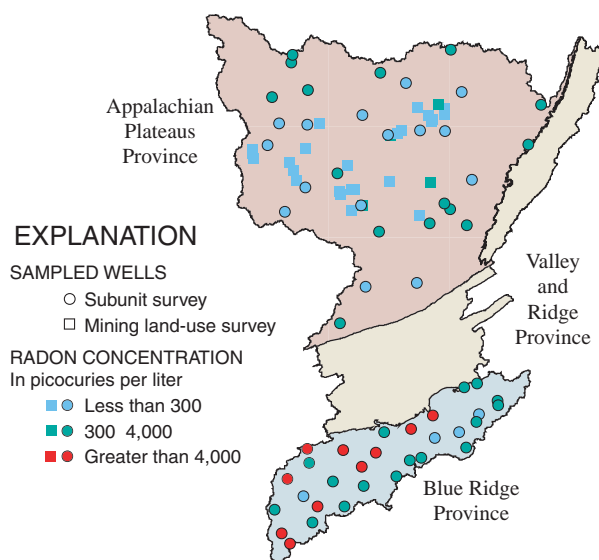 Appalachian
Plateaus
Province
EXPLANATION
SAMPLED WELLS
Subunit survey
Mining land-use survey
RADON CONCENTRATION
In picocuries per liter
Less than 300
300 4,000
Greater than 4,000
Valley
and
Ridge
Province
Blue Ridge
Province